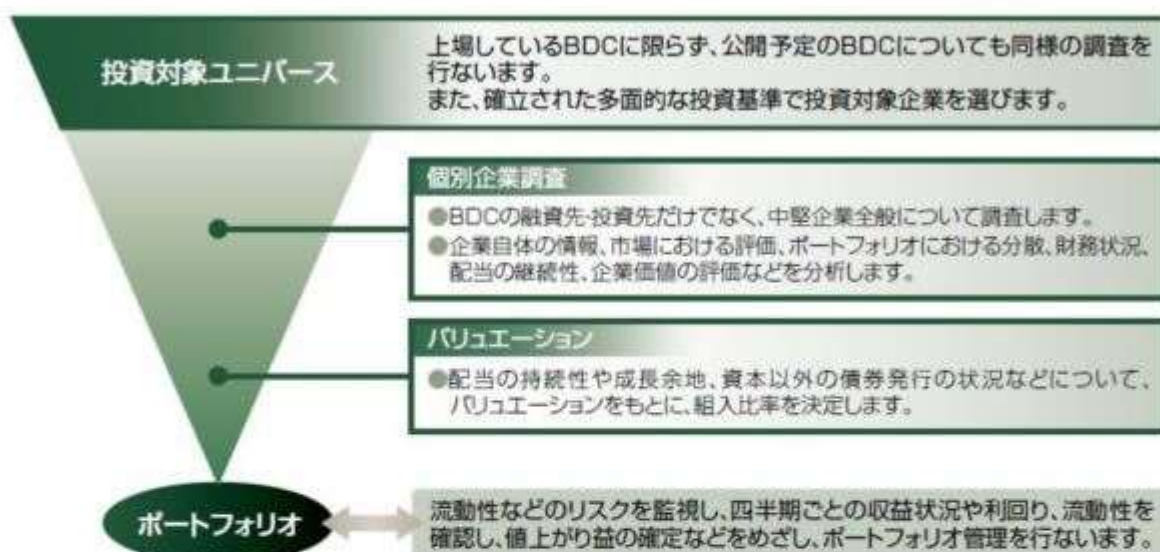 投資対象ユニバース
上場しているBDCに限らず、公開予定のBDCについても同様の調査を
行ないます。
また、確立された多面的な投資基準で投資対象企業を選びます。
個別企業調査
●BDCの融資先・投資先だけでなく、中堅企業全般について調査します。
●企業自体の情報、市場における評価、ポートフォリオにおける分散、財務状況、
配当の継続性、企業価値の評価などを分析します。
バリュエーション
●配当の持続性や成長余地、資本以外の債券発行の状況などについて、
バリュエーションをもとに、組入比率を決定します。
ポートフォリオ
流動性などのリスクを監視し、四半期ごとの収益状況や利回り、流動性を
確認し、値上がり益の確定などをめざし、ポートフォリオ管理を行ないます。